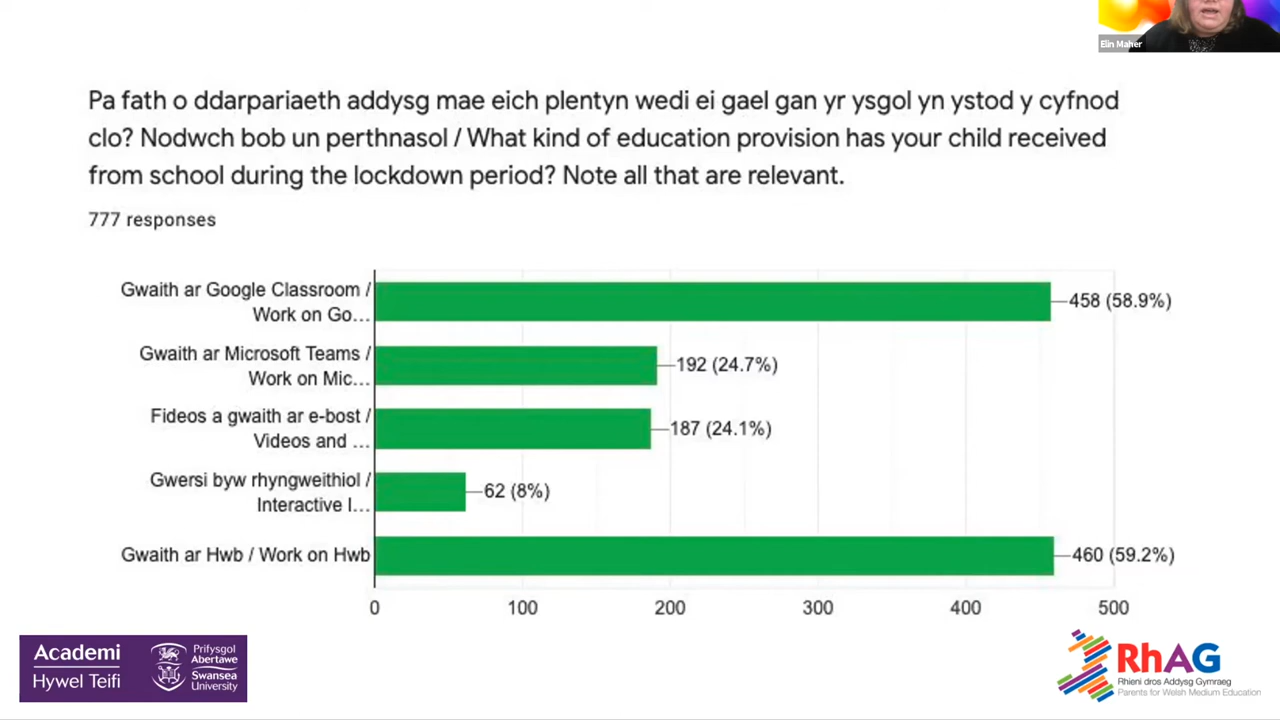 Elin Maher
Pa fath o ddarpariaeth addysg mae eich plentyn wedi ei gael gan yr ysgol yn ystod y cyfnod
clo? Nodwch bob un perthnasol / What kind of education provision has your child received
from school during the lockdown period? Note all that are relevant.
777 responses
Gwaith ar Google Classroom /
Work on Go...
458 (58.9%)
Gwaith ar Microsoft Teams /
Work on Mic...
192 (24.7%)
Fideos a gwaith ar e-bost /
Videos and ...
187 (24.1%)
Gwersi byw rhyngweithiol /
Interactive l...
62 (8%)
Gwaith ar Hwb / Work on Hwb
460 (59.2%)
0 100 200 300 400 500
Academi
Hywel Teifi
Prifysgol
Abertawe
Swansea
University
RhAG
Rhieni dros Addysg Gymraeg
Parents for Welsh Medium Education